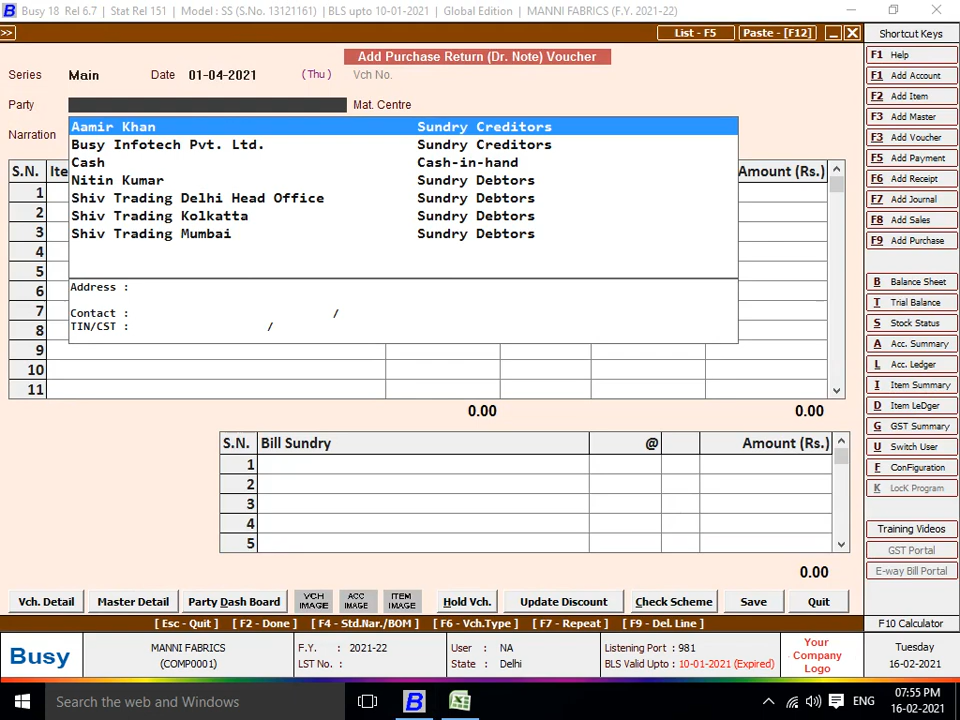 Busy 18 Rel 6.7 | Stat Rel 151 | Model : SS (S.No. 13121161) | BLS upto 10-01-2021 | Global Edition | MANNI FABRICS (F.Y. 2021-22)
>> List - F5 Paste - [F12] Shortcut Keys
Add Purchase Return (Dr. Note) Voucher
Series Main Date 01-04-2021 (Thu) Vch No.
Party Mat. Centre
Narration
Aamir Khan Sundry Creditors
Busy Infotech Pvt. Ltd. Sundry Creditors
Cash Cash-in-hand
Nitin Kumar Sundry Debtors
Shiv Trading Delhi Head Office Sundry Debtors
Shiv Trading Kolkatta Sundry Debtors
Shiv Trading Mumbai Sundry Debtors
Address :
Contact : /
TIN/CST : /
S.N. Ite Amount (Rs.)
1
2
3
4
5
6
7
8
9
10
11
0.00 0.00
S.N. Bill Sundry @ Amount (Rs.)
1
2
3
4
5
0.00
Vch. Detail Master Detail Party Dash Board VCH IMAGE ACC IMAGE ITEM IMAGE Hold Vch. Update Discount Check Scheme Save Quit
[ Esc - Quit ] [ F2 - Done ] [ F4 - Std.Nar./BOM ] [ F6 - Vch.Type ] [ F7 - Repeat ] [ F9 - Del. Line ]
F1 Help
F1 Add Account
F2 Add Item
F3 Add Master
F3 Add Voucher
F5 Add Payment
F6 Add Receipt
F7 Add Journal
F8 Add Sales
F9 Add Purchase
B Balance Sheet
T Trial Balance
S Stock Status
A Acc. Summary
L Acc. Ledger
I Item Summary
D Item LeDger
G GST Summary
U Switch User
F ConFiguration
K LocK Program
Training Videos
GST Portal
E-way Bill Portal
F10 Calculator
Busy
MANNI FABRICS
(COMP0001)
F.Y. : 2021-22
LST No. :
User : NA
State : Delhi
Listening Port : 981
BLS Valid Upto : 10-01-2021 (Expired)
Your
Company
Logo
Tuesday
16-02-2021
Search the web and Windows
B
ENG
07:55 PM
16-02-2021